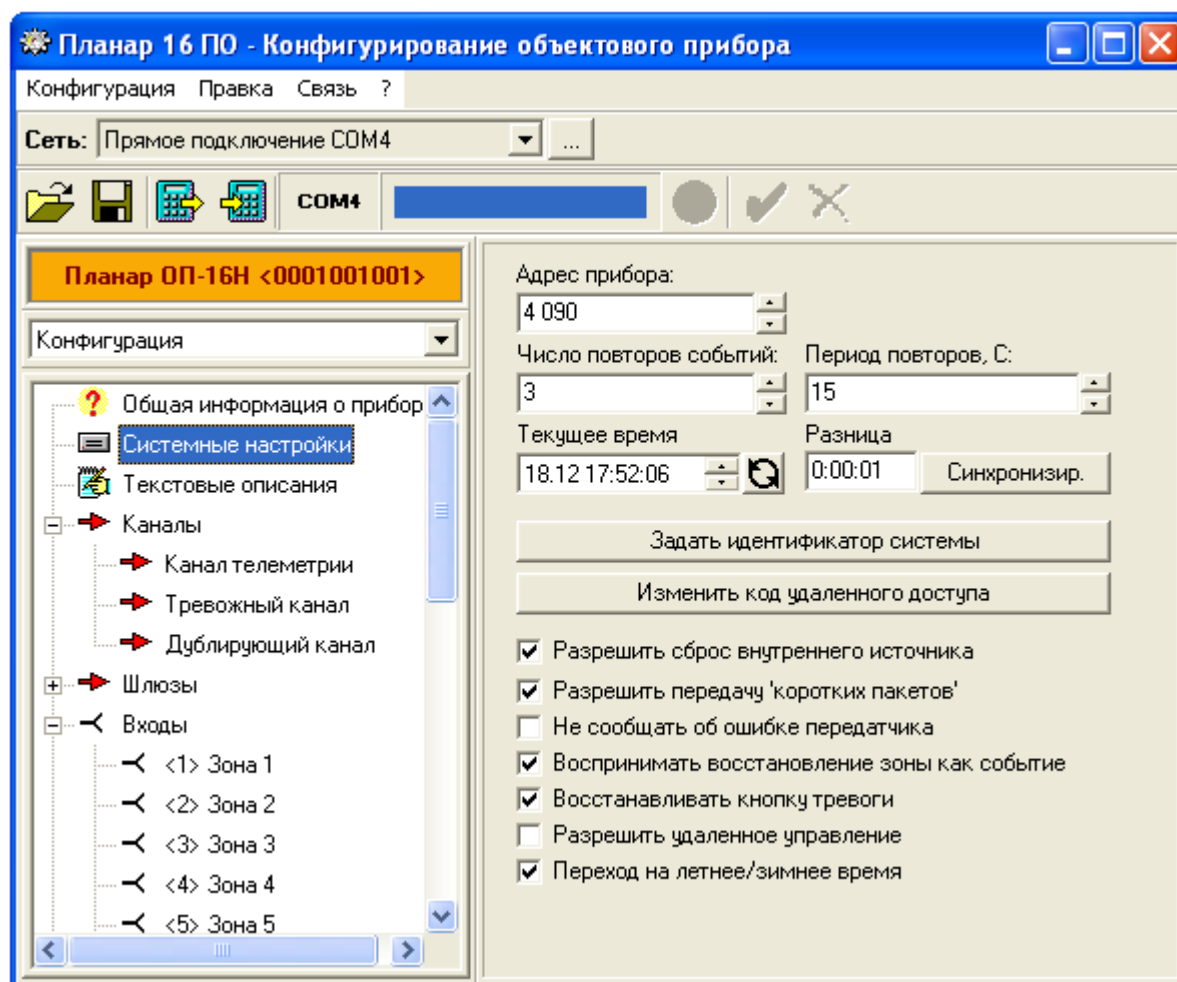 Планар 16 ПО - Конфигурирование объектового прибора
Конфигурация Правка Связь ?
Сеть: Прямое подключение COM4 ...
COM4
Планар ОП-16Н <0001001001>
Конфигурация
Общая информация о прибор
Системные настройки
Текстовые описания
Каналы
Канал телеметрии
Тревожный канал
Дублирующий канал
Шлюзы
Входы
<1> Зона 1
<2> Зона 2
<3> Зона 3
<4> Зона 4
<5> Зона 5
Адрес прибора:
4 090
Число повторов событий: Период повторов, С:
3 15
Текущее время Разница
18.12 17:52:06 0:00:01 Синхронизир.
Задать идентификатор системы
Изменить код удаленного доступа
Разрешить сброс внутреннего источника
Разрешить передачу 'коротких пакетов'
Не сообщать об ошибке передатчика
Воспринимать восстановление зоны как событие
Восстанавливать кнопку тревоги
Разрешить удаленное управление
Переход на летнее/зимнее время